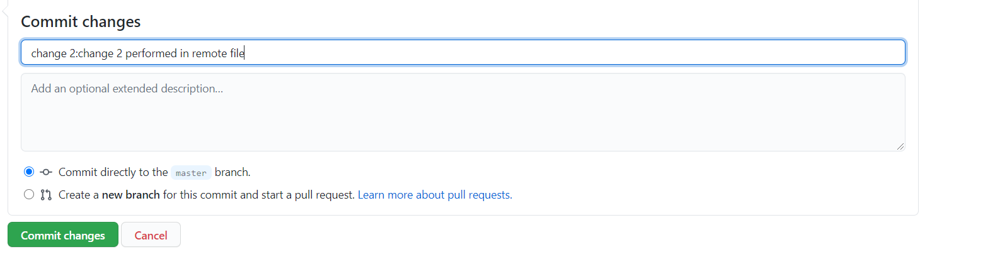 Commit changes
change 2:change 2 performed in remote file
Add an optional extended description...
Commit directly to the master branch.
Create a new branch for this commit and start a pull request. Learn more about pull requests.
Commit changes Cancel